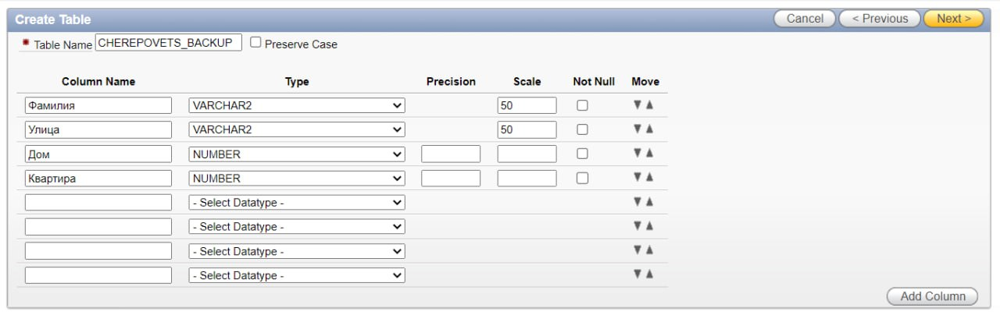 Create Table
Cancel
< Previous
Next >
* Table Name CHEREPOVETS_BACKUP Preserve Case
Column Name Type Precision Scale Not Null Move
Фамилия VARCHAR2 50
Улица VARCHAR2 50
Дом NUMBER
Квартира NUMBER
- Select Datatype -
- Select Datatype -
- Select Datatype -
- Select Datatype -
Add Column